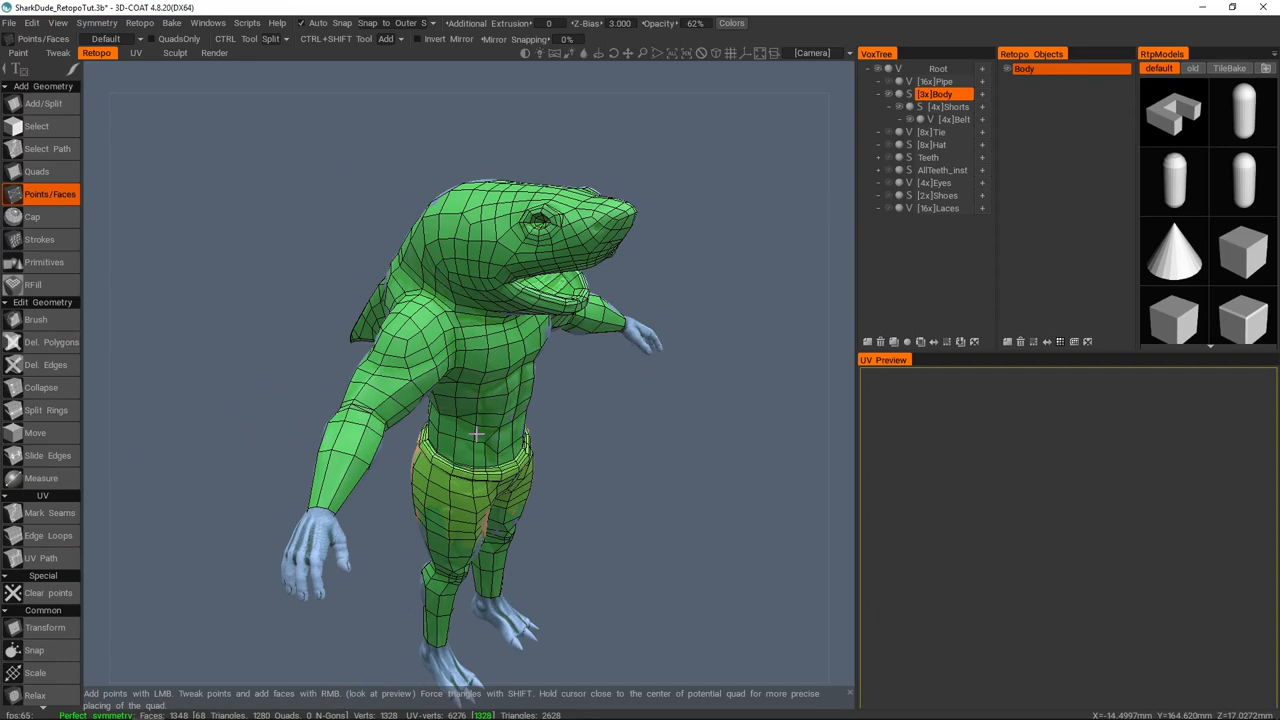 SharkDude_RetopoTut.3b* - 3D-COAT 4.8.20(DX64)
File Edit View Symmetry Retopo Bake Windows Scripts Help Auto Snap Snap to Outer S Additional Extrusion 0 Z-Bias 3.000 Opacity 62% Colors
Points/Faces Default QuadsOnly CTRL Tool Split CTRL+SHIFT Tool Add Invert Mirror Mirror Snapping 0%
Paint Tweak Retopo UV Sculpt Render [Camera]
VoxTree
Root
V
[16x]Pipe
V
[3x]Body
S
[4x]Shorts
S
[4x]Belt
V
[8x]Tie
V
[8x]Hat
S
Teeth
S
AllTeeth_inst
S
[4x]Eyes
V
[2x]Shoes
S
[16x]Laces
V
Retopo Objects
Body
RtpModels
default old TileBake
UV Preview
Add Geometry
Add/Split
Select
Select Path
Quads
Points/Faces
Cap
Strokes
Primitives
RFill
Edit Geometry
Brush
Del. Polygons
Del. Edges
Collapse
Split Rings
Move
Slide Edges
Measure
UV
Mark Seams
Edge Loops
UV Path
Special
Clear points
Common
Transform
Snap
Scale
Relax
Add points with LMB. Tweak points and add faces with RMB. (look at preview) Force triangles with SHIFT. Hold cursor close to the center of potential quad for more precise
placing of the quad.
fps:65; Perfect symmetry; Faces: 1348 [68 Triangles, 1280 Quads, 0 N-Gons] Verts: 1328 UV-verts: 6276 [1328] Triangles: 2628 X=-14.4997mm Y=164.620mm Z=17.0272mm